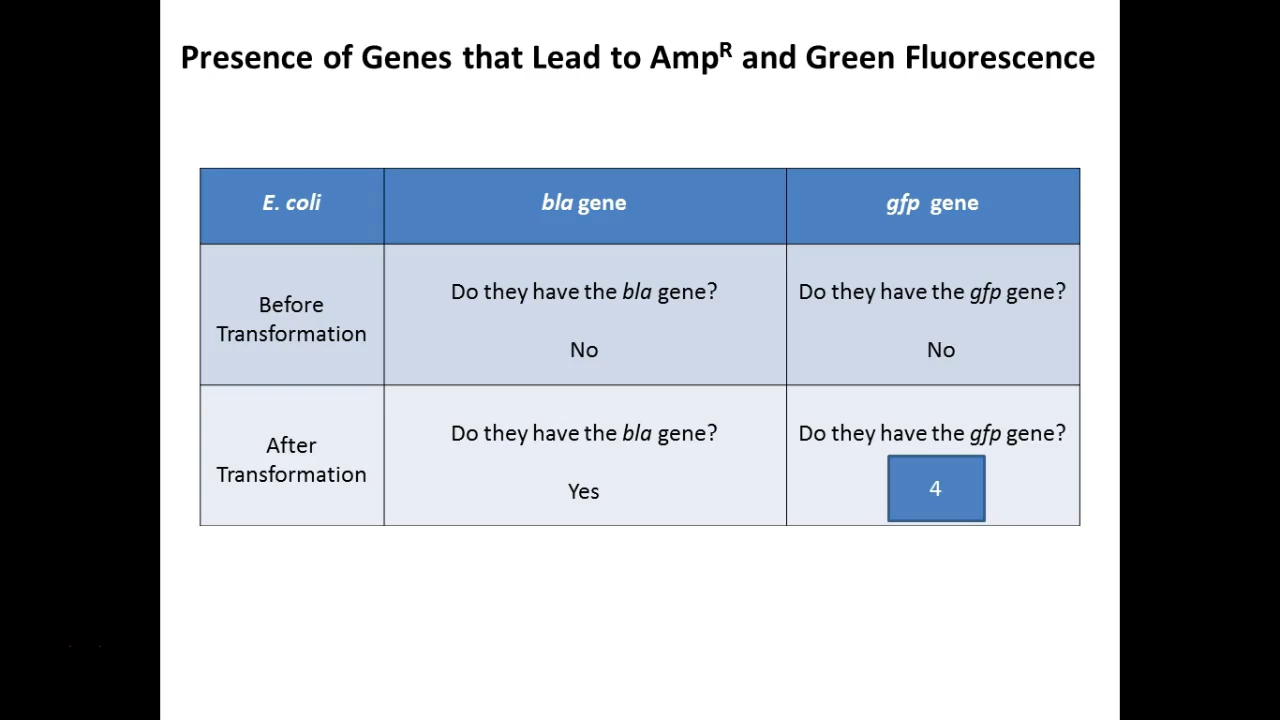 Presence of Genes that Lead to Amp^R and Green Fluorescence
E. coli
bla gene
gfp gene
Before
Transformation
Do they have the bla gene?
No
Do they have the gfp gene?
No
After
Transformation
Do they have the bla gene?
Yes
Do they have the gfp gene?
4